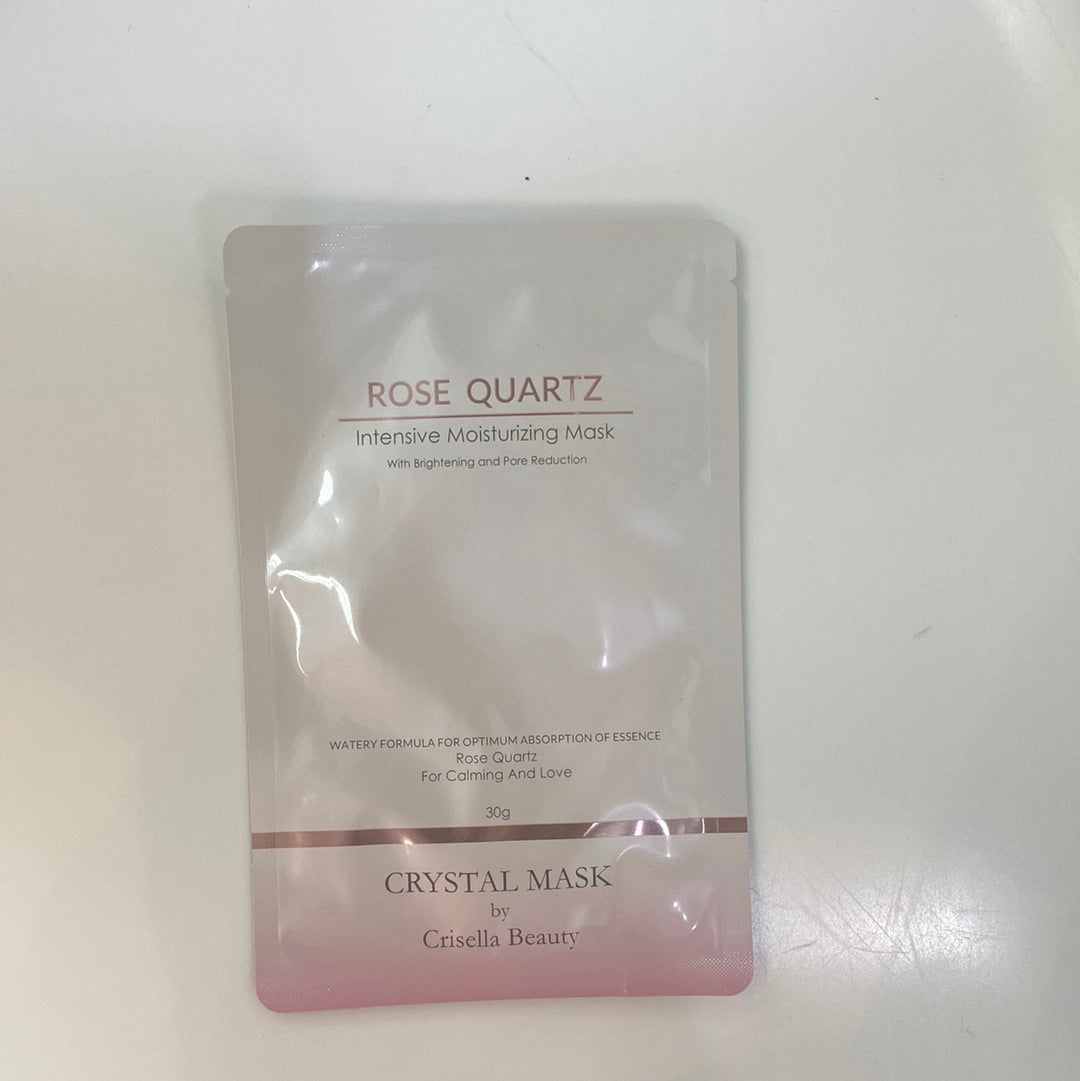 ROSE QUARTZ
Intensive Moisturizing Mask
With Brightening and Pore Reduction
WATERY FORMULA FOR OPTIMUM ABSORPTION OF ESSENCE
Rose Quartz
For Calming And Love
30g
CRYSTAL MASK
by
Crisella Beauty